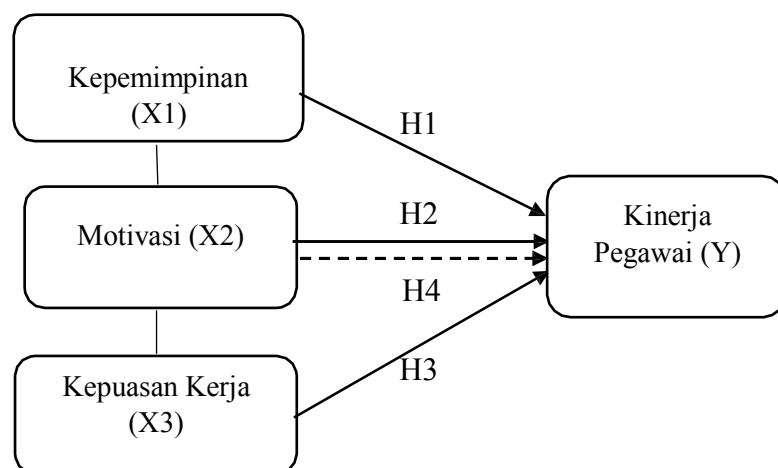 Kepemimpinan
(X1)
H1
Motivasi (X2)
H2
Kinerja
Pegawai (Y)
H4
Kepuasan Kerja
(X3)
H3